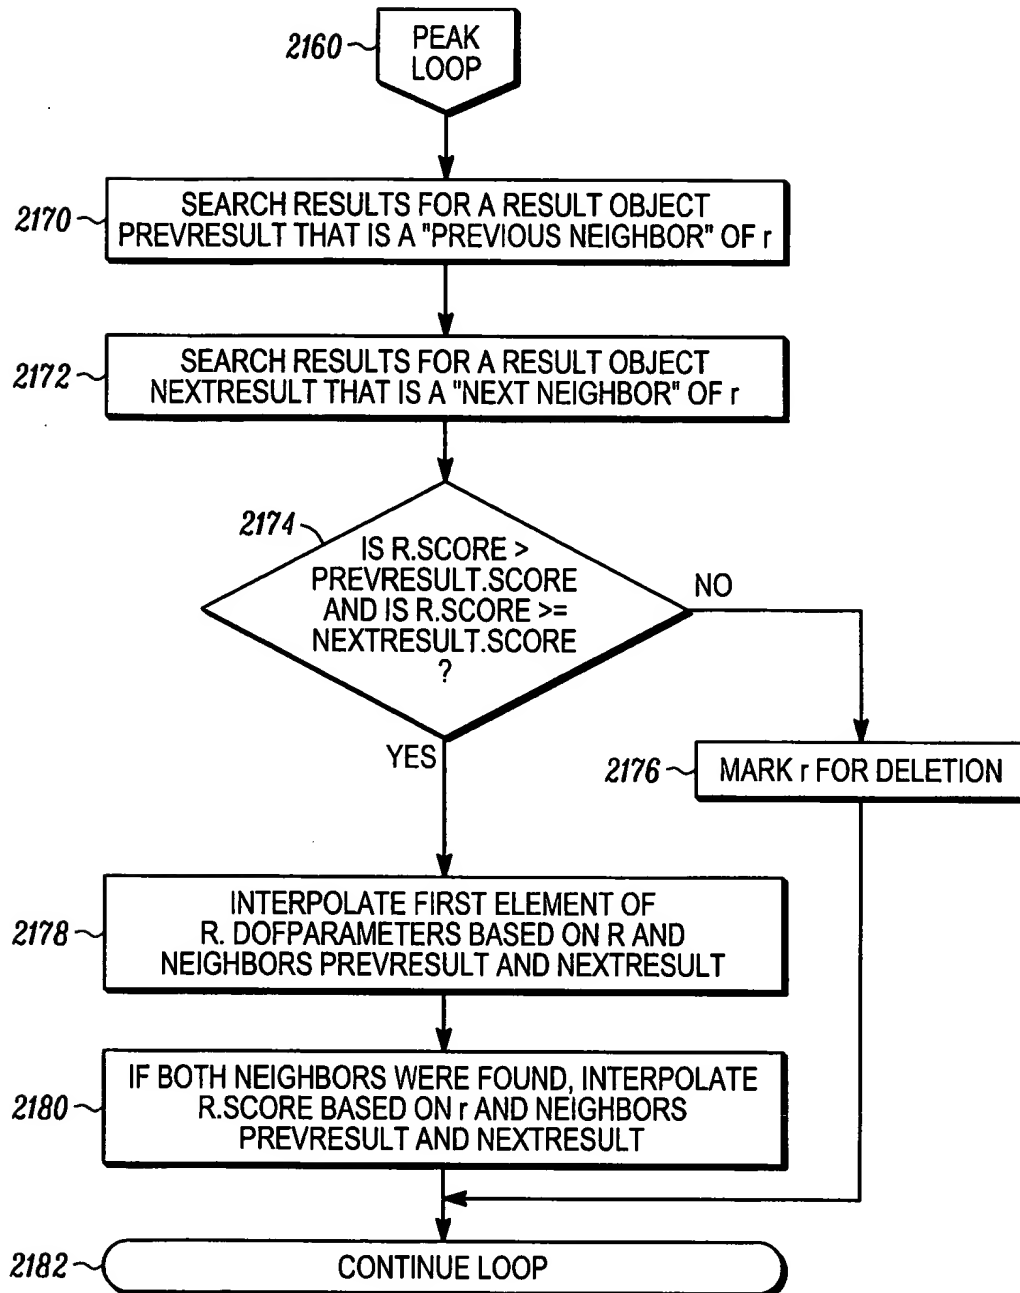 2160
PEAK
LOOP
2170
SEARCH RESULTS FOR A RESULT OBJECT
PREVRESULT THAT IS A "PREVIOUS NEIGHBOR" OF r
2172
SEARCH RESULTS FOR A RESULT OBJECT
NEXTRESULT THAT IS A "NEXT NEIGHBOR" OF r
2174
IS R.SCORE >
PREVRESULT.SCORE
AND IS R.SCORE >=
NEXTRESULT.SCORE
?
NO
YES
2176
MARK r FOR DELETION
2178
INTERPOLATE FIRST ELEMENT OF
R. DOFPARAMETERS BASED ON R AND
NEIGHBORS PREVRESULT AND NEXTRESULT
2180
IF BOTH NEIGHBORS WERE FOUND, INTERPOLATE
R.SCORE BASED ON r AND NEIGHBORS
PREVRESULT AND NEXTRESULT
2182
CONTINUE LOOP